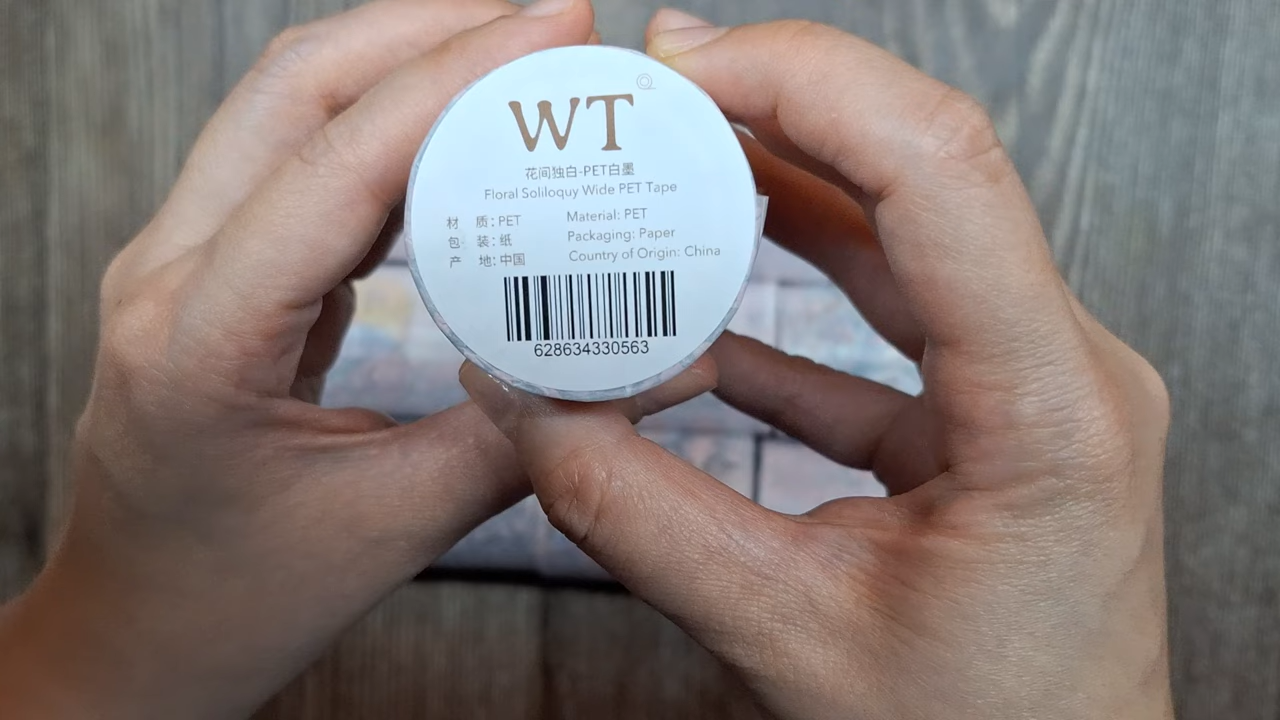 WT
花间独白-PET白墨
Floral Soliloquy Wide PET Tape
材 质: PET Material: PET
包 装: 纸 Packaging: Paper
产 地: 中国 Country of Origin: China
628634330563